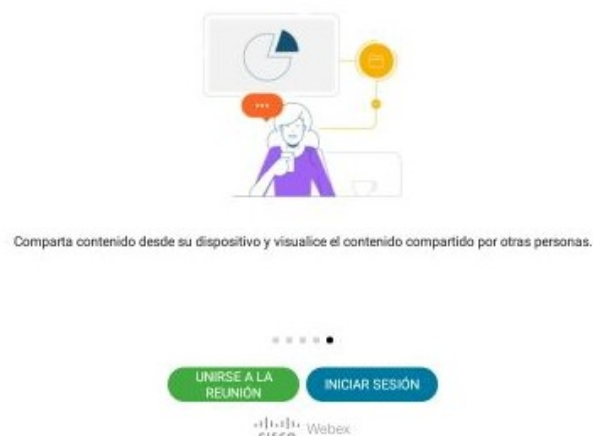 Comparta contenido desde su dispositivo y visualice el contenido compartido por otras personas.
UNIRSE A LA
REUNIÓN
INICIAR SESIÓN
cisco Webex